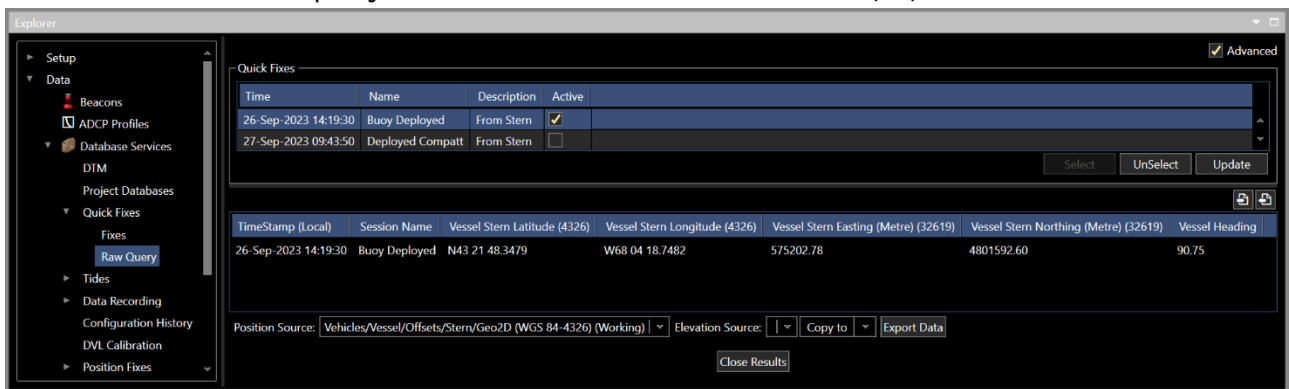 Explorer
Setup
Data
Beacons
ADCP Profiles
Database Services
DTM
Project Databases
Quick Fixes
Fixes
Raw Query
Tides
Data Recording
Configuration History
DVL Calibration
Position Fixes
Advanced
Quick Fixes
Time Name Description Active
26-Sep-2023 14:19:30 Buoy Deployed From Stern
27-Sep-2023 09:43:50 Deployed Compatt From Stern
Select UnSelect Update
TimeStamp (Local) Session Name Vessel Stern Latitude (4326) Vessel Stern Longitude (4326) Vessel Stern Easting (Metre) (32619) Vessel Stern Northing (Metre) (32619) Vessel Heading
26-Sep-2023 14:19:30 Buoy Deployed N43 21 48.3479 W68 04 18.7482 575202.78 4801592.60 90.75
Position Source: Vehicles/Vessel/Offsets/Stern/Geo2D (WGS 84-4326) (Working) Elevation Source: Copy to Export Data
Close Results